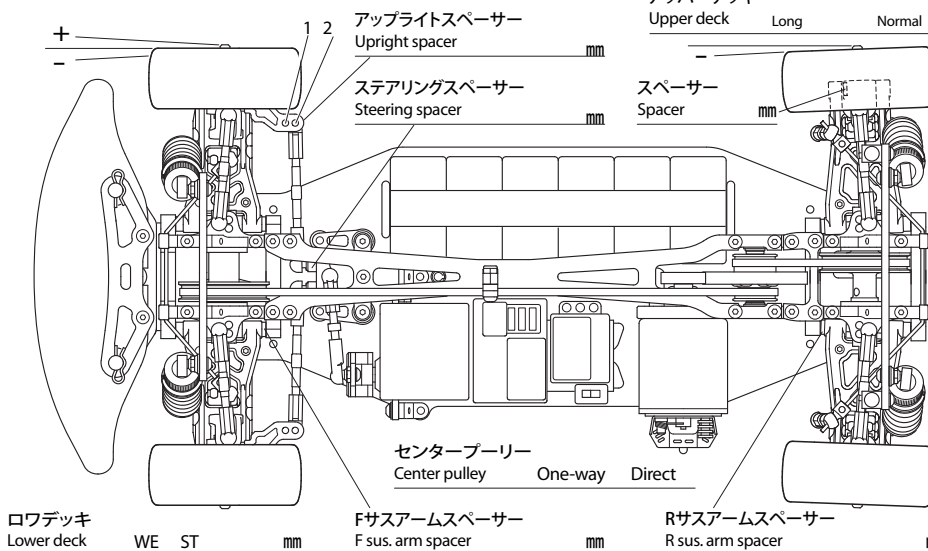 Upper deck Long Normal
+
−
1 2
アップライトスペーサー
Upright spacer mm
ステアリングスペーサー
Steering spacer mm
−
スペーサー
Spacer mm
センタープーリー
Center pulley One-way Direct
ロワデッキ
Lower deck WE ST mm
Fサスアームスペーサー
F sus. arm spacer mm
Rサスアームスペーサー
R sus. arm spacer